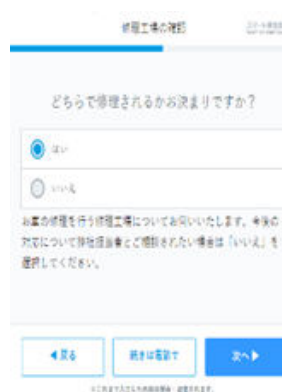 修理工場の確認
どちらで修理されるかお決まりですか？
はい
いいえ
お車の修理を行う修理工場についてお伺いいたします。今後の
対応について弊社担当者とご相談されたい場合は「いいえ」を
選択してください。
戻る
続きは電話で
次へ